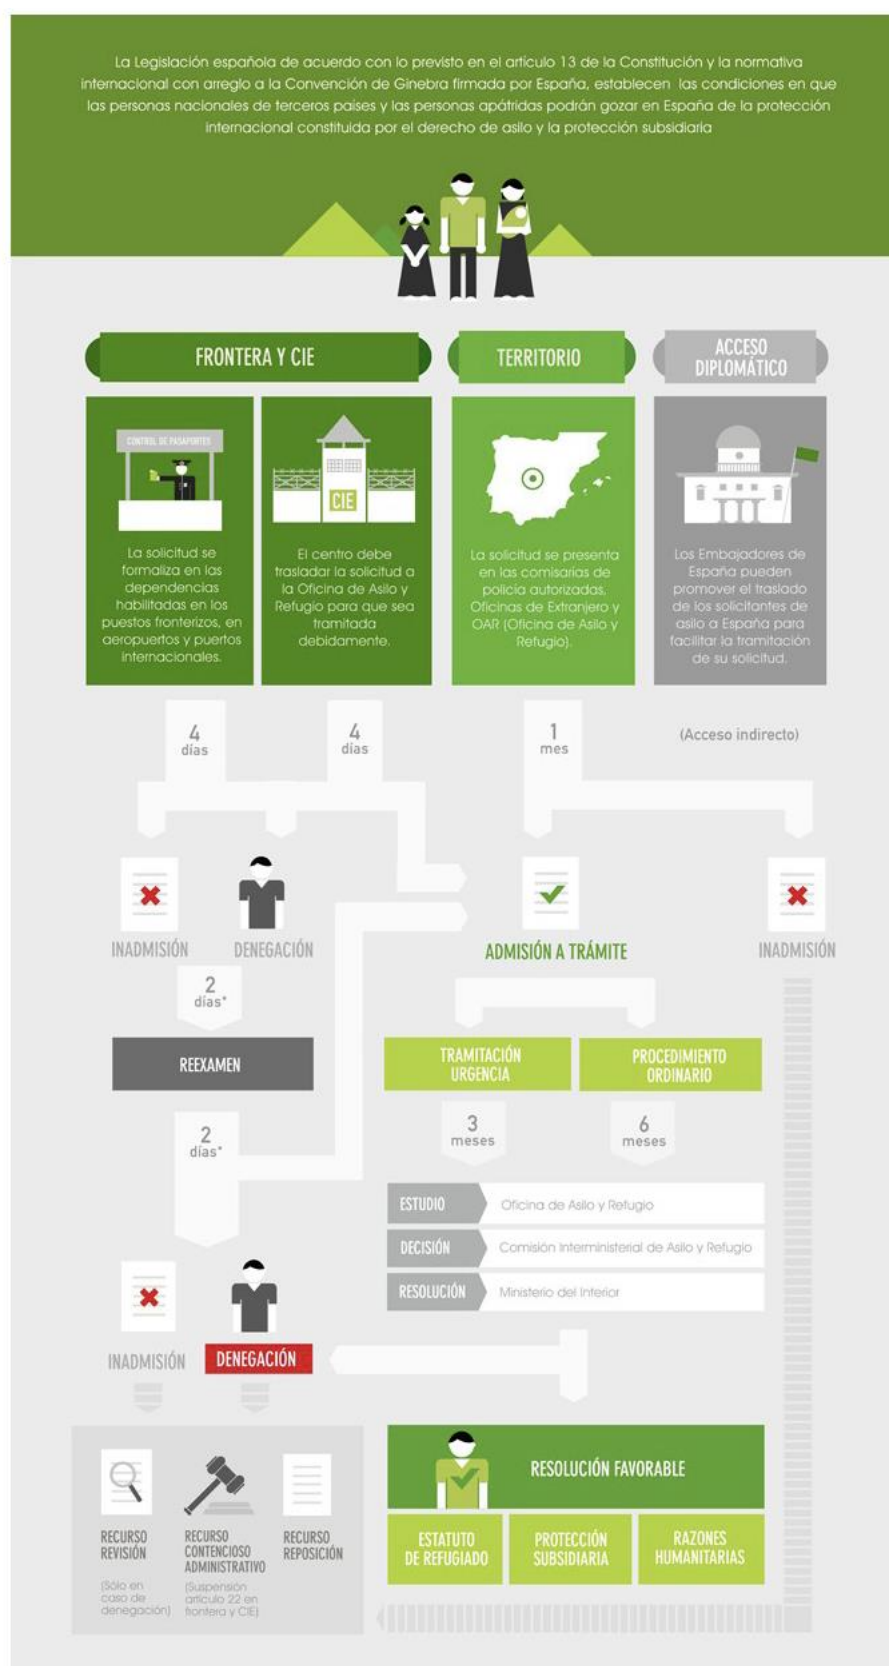 La Legislación española de acuerdo con lo previsto en el artículo 13 de la Constitución y la normativa
internacional con arreglo a la Convención de Ginebra firmada por España, establecen las condiciones en que
las personas nacionales de terceros países y las personas apátridas podrán gozar en España de la protección
internacional constituida por el derecho de asilo y la protección subsidiaria
FRONTERA Y CIE
CONTROL DE PASAPORTES
La solicitud se
formaliza en las
dependencias
habilitadas en los
puestos fronterizos, en
aeropuertos y puertos
internacionales.
CIE
El centro debe
trasladar la solicitud a
la Oficina de Asilo y
Refugio para que sea
tramitada
debidamente.
TERRITORIO
La solicitud se presenta
en las comisarías de
policía autorizadas,
Oficinas de Extranjero y
OAR (Oficina de Asilo y
Refugio).
ACCESO
DIPLOMÁTICO
Los Embajadores de
España pueden
promover el traslado
de los solicitantes de
asilo a España para
facilitar la tramitación
de su solicitud.
4
días
4
días
1
mes
(Acceso indirecto)
INADMISIÓN
DENEGACIÓN
ADMISIÓN A TRÁMITE
INADMISIÓN
2
días*
REEXAMEN
TRAMITACIÓN
URGENCIA
PROCEDIMIENTO
ORDINARIO
2
días*
3
meses
6
meses
ESTUDIO
Oficina de Asilo y Refugio
DECISIÓN
Comisión Interministerial de Asilo y Refugio
RESOLUCIÓN
Ministerio del Interior
INADMISIÓN
DENEGACIÓN
RECURSO
REVISIÓN
(Sólo en
caso de
denegación)
RECURSO
CONTENCIOSO
ADMINISTRATIVO
(Suspensión
artículo 22 en
frontera y CIE)
RECURSO
REPOSICIÓN
RESOLUCIÓN FAVORABLE
ESTATUTO
DE REFUGIADO
PROTECCIÓN
SUBSIDIARIA
RAZONES
HUMANITARIAS